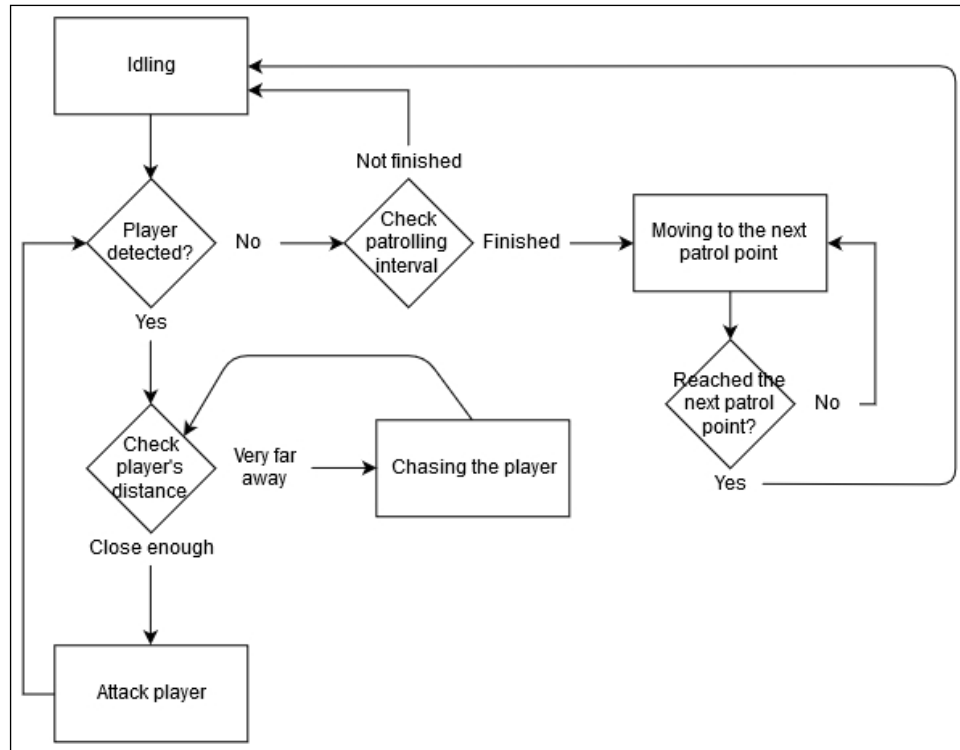 Idling
Not finished
Player
detected?
No
Check
patrolling
interval
Finished
Moving to the next
patrol point
Yes
Reached the
next patrol
point?
No
Yes
Check
player's
distance
Very far
away
Chasing the player
Close enough
Attack player